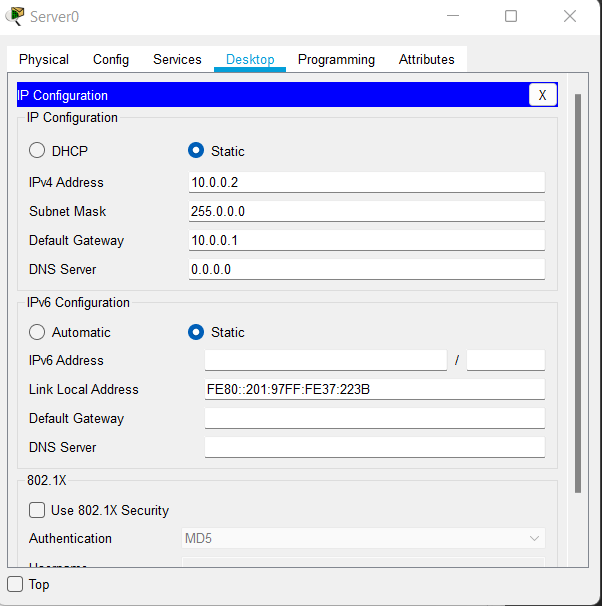 Server0
Physical Config Services Desktop Programming Attributes
IP Configuration X
IP Configuration
DHCP Static
IPv4 Address 10.0.0.2
Subnet Mask 255.0.0.0
Default Gateway 10.0.0.1
DNS Server 0.0.0.0
IPv6 Configuration
Automatic Static
IPv6 Address /
Link Local Address FE80::201:97FF:FE37:223B
Default Gateway
DNS Server
802.1X
Use 802.1X Security
Authentication MD5
Username
Top